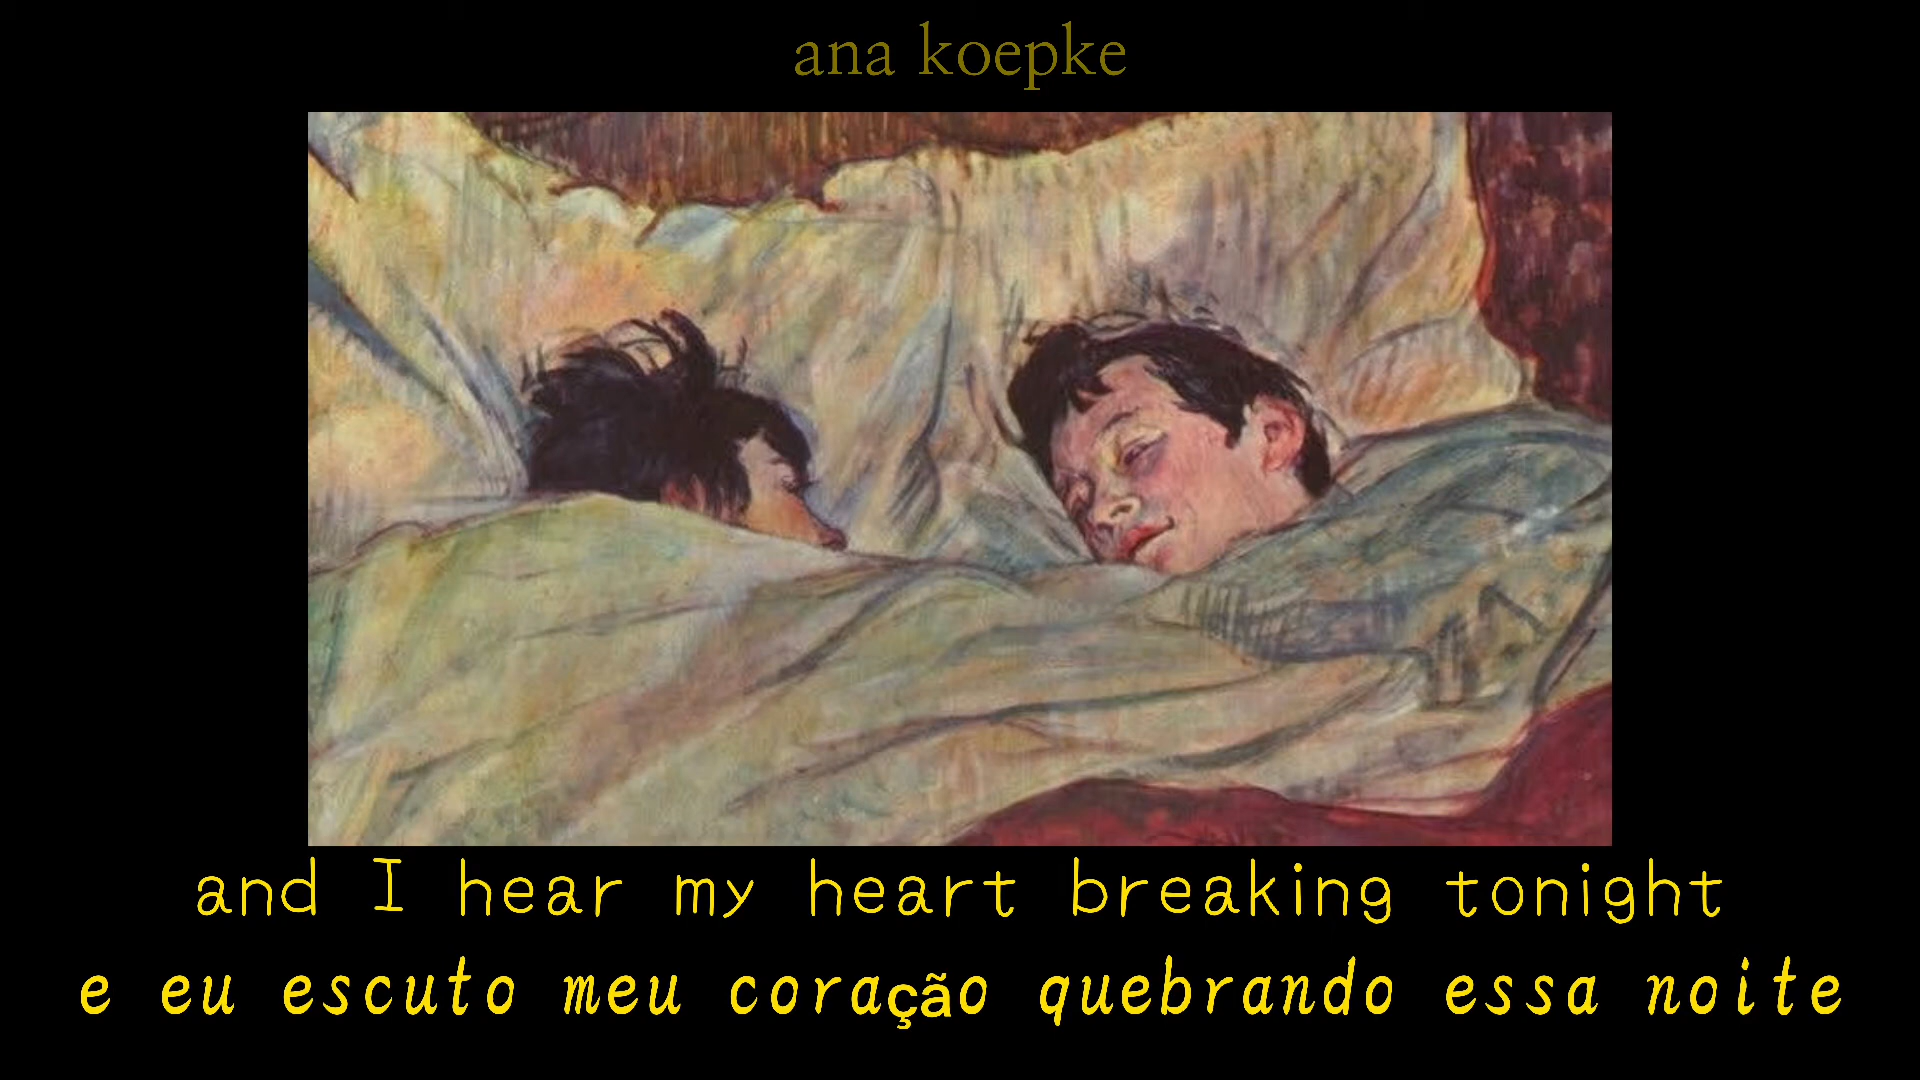 ana koepke
and I hear my heart breaking tonight
e eu escuto meu coração quebrando essa noite